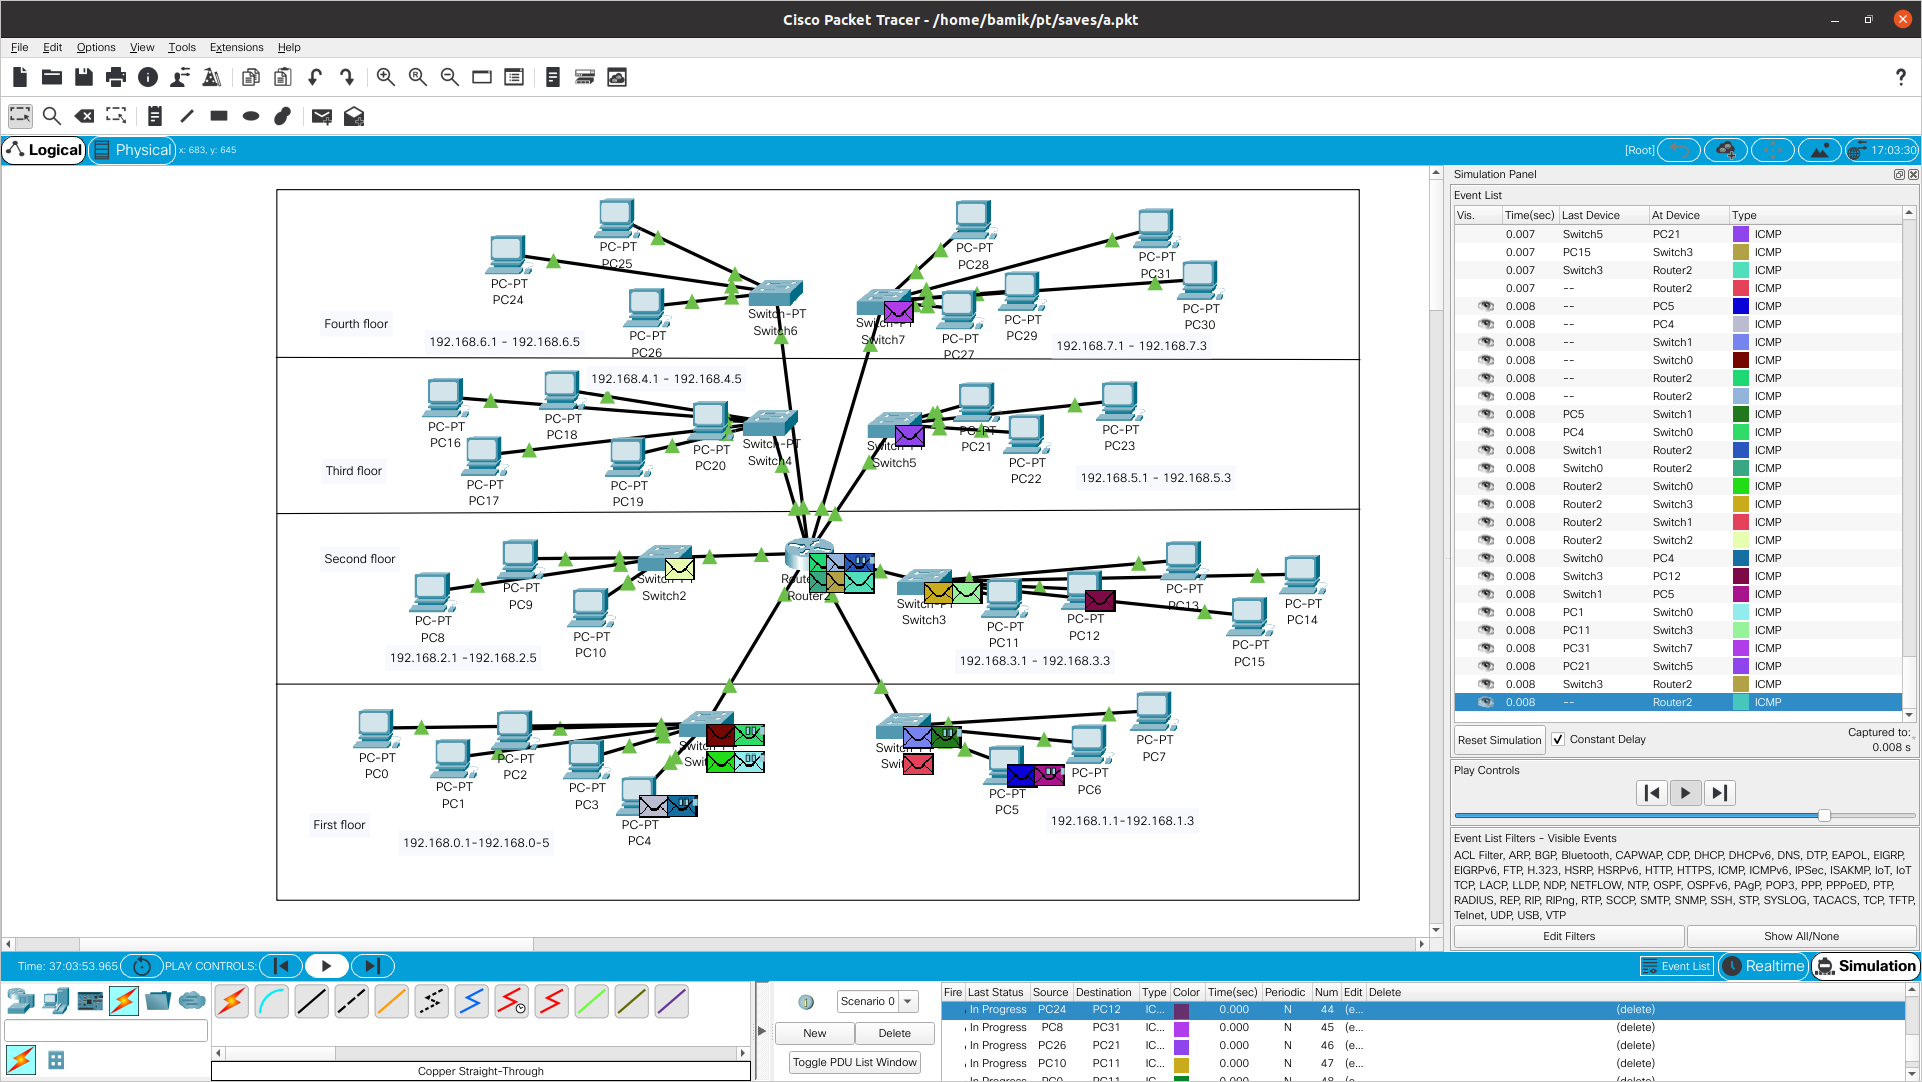 Cisco Packet Tracer - /home/bamik/pt/saves/a.pkt
File Edit Options View Tools Extensions Help
Logical Physical x: 683, y: 645 [Root] 17:03:30
PC-PT
PC25
PC-PT
PC24
PC-PT
PC26
Switch-PT
Switch6
Fourth floor
192.168.6.1 - 192.168.6.5
PC-PT
PC28
PC-PT
PC31
PC-PT
PC30
PC-PT
PC29
PC-PT
PC27
Switch7
192.168.7.1 - 192.168.7.3
192.168.4.1 - 192.168.4.5
PC-PT
PC16
PC-PT
PC18
PC-PT
PC20
PC-PT
PC17
PC-PT
PC19
Switch-PT
Switch4
Third floor
Switch5
PC-PT
PC21
PC-PT
PC23
PC-PT
PC22
192.168.5.1 - 192.168.5.3
Second floor
PC-PT
PC9
PC-PT
PC8
PC-PT
PC10
Switch2
192.168.2.1 -192.168.2.5
Router2
Switch3
PC-PT
PC11
PC-PT
PC12
PC-PT
PC13
PC-PT
PC14
PC-PT
PC15
192.168.3.1 - 192.168.3.3
PC-PT
PC0
PC-PT
PC1
PC-PT
PC2
PC-PT
PC3
PC-PT
PC4
First floor
192.168.0.1-192.168.0-5
PC-PT
PC5
PC-PT
PC6
PC-PT
PC7
192.168.1.1-192.168.1.3
Simulation Panel
Event List
Vis. Time(sec) Last Device At Device Type
0.007 Switch5 PC21 ICMP
0.007 PC15 Switch3 ICMP
0.007 Switch3 Router2 ICMP
0.007 -- Router2 ICMP
0.008 -- PC5 ICMP
0.008 -- PC4 ICMP
0.008 -- Switch1 ICMP
0.008 -- Switch0 ICMP
0.008 -- Router2 ICMP
0.008 -- Router2 ICMP
0.008 PC5 Switch1 ICMP
0.008 PC4 Switch0 ICMP
0.008 Switch1 Router2 ICMP
0.008 Switch0 Router2 ICMP
0.008 Router2 Switch0 ICMP
0.008 Router2 Switch3 ICMP
0.008 Router2 Switch1 ICMP
0.008 Router2 Switch2 ICMP
0.008 Switch0 PC4 ICMP
0.008 Switch3 PC12 ICMP
0.008 Switch1 PC5 ICMP
0.008 PC1 Switch0 ICMP
0.008 PC11 Switch3 ICMP
0.008 PC31 Switch7 ICMP
0.008 PC21 Switch5 ICMP
0.008 Switch3 Router2 ICMP
0.008 -- Router2 ICMP
Reset Simulation Constant Delay Captured to:
0.008 s
Play Controls
Event List Filters - Visible Events
ACL Filter, ARP, BGP, Bluetooth, CAPWAP, CDP, DHCP, DHCPv6, DNS, DTP, EAPOL, EIGRP,
EIGRPv6, FTP, H.323, HSRP, HSRPv6, HTTP, HTTPS, ICMP, ICMPv6, IPSec, ISAKMP, IoT, IoT
TCP, LACP, LLDP, NDP, NETFLOW, NTP, OSPF, OSPFv6, PAgP, POP3, PPP, PPPoED, PTP,
RADIUS, REP, RIP, RIPng, RTP, SCCP, SMTP, SNMP, SSH, STP, SYSLOG, TACACS, TCP, TFTP,
Telnet, UDP, USB, VTP
Edit Filters Show All/None
Time: 37:03:53.965 PLAY CONTROLS: Event List Realtime Simulation
Scenario 0
New Delete
Toggle PDU List Window
Copper Straight-Through
Fire Last Status Source Destination Type Color Time(sec) Periodic Num Edit Delete
In Progress PC24 PC12 IC... 0.000 N 44 (e... (delete)
In Progress PC8 PC31 IC... 0.000 N 45 (e... (delete)
In Progress PC26 PC21 IC... 0.000 N 46 (e... (delete)
In Progress PC10 PC11 IC... 0.000 N 47 (e... (delete)
In Progress PC0 PC11 IC... 0.000 N 48 (e... (delete)